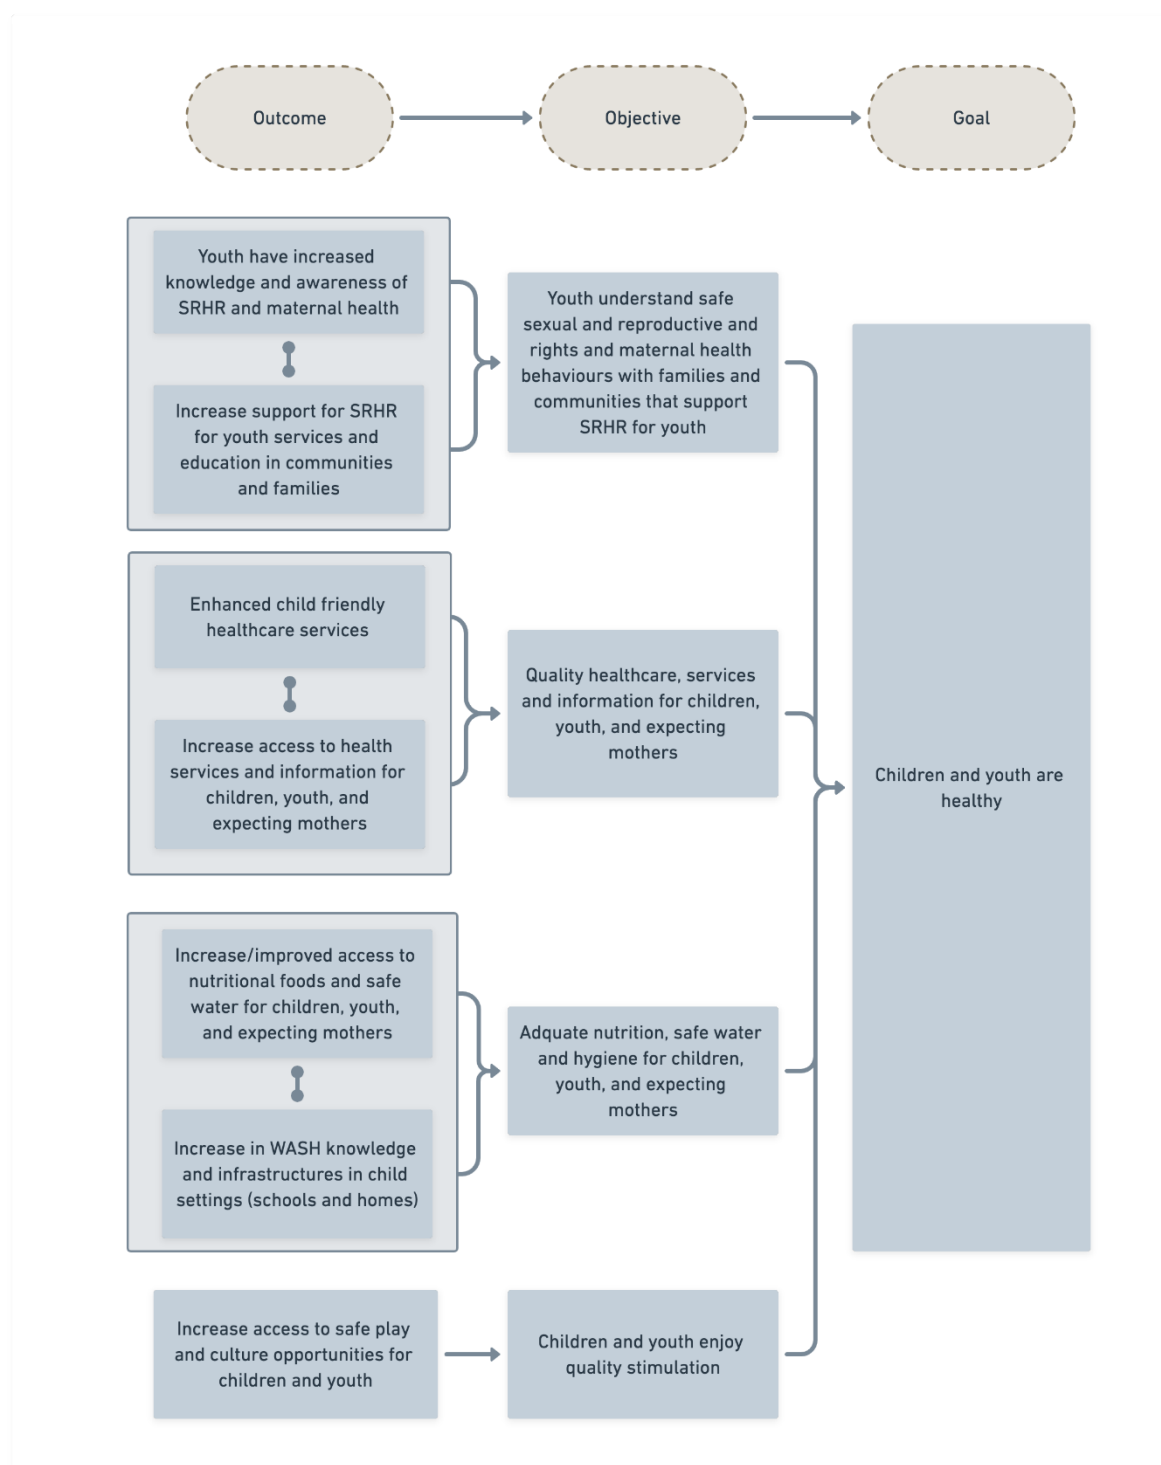 Outcome
Objective
Goal
Youth have increased
knowledge and awareness of
SRHR and maternal health
Increase support for SRHR
for youth services and
education in communities
and families
Youth understand safe
sexual and reproductive and
rights and maternal health
behaviours with families and
communities that support
SRHR for youth
Enhanced child friendly
healthcare services
Increase access to health
services and information for
children, youth, and
expecting mothers
Quality healthcare, services
and information for children,
youth, and expecting
mothers
Increase/improved access to
nutritional foods and safe
water for children, youth,
and expecting mothers
Increase in WASH knowledge
and infrastructures in child
settings (schools and homes)
Adquate nutrition, safe water
and hygiene for children,
youth, and expecting
mothers
Increase access to safe play
and culture opportunities for
children and youth
Children and youth enjoy
quality stimulation
Children and youth are
healthy